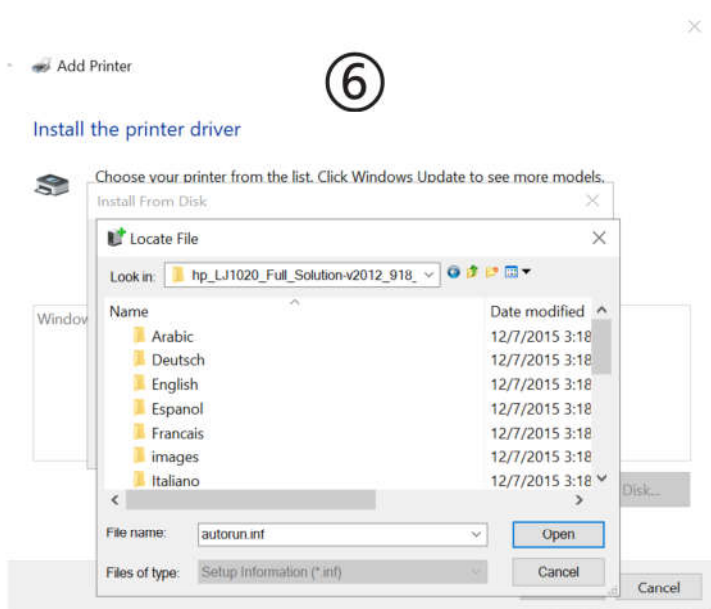 Add Printer
⑥
Install the printer driver
Choose your printer from the list. Click Windows Update to see more models.
Install From Disk
Locate File
Look in: hp_LJ1020_Full_Solution-v2012_918_
Name Date modified
Arabic 12/7/2015 3:18
Deutsch 12/7/2015 3:18
English 12/7/2015 3:18
Espanol 12/7/2015 3:18
Francais 12/7/2015 3:18
images 12/7/2015 3:18
Italiano 12/7/2015 3:18
Window
Disk...
File name: autorun.inf Open
Files of type: Setup Information (*.inf) Cancel
Cancel